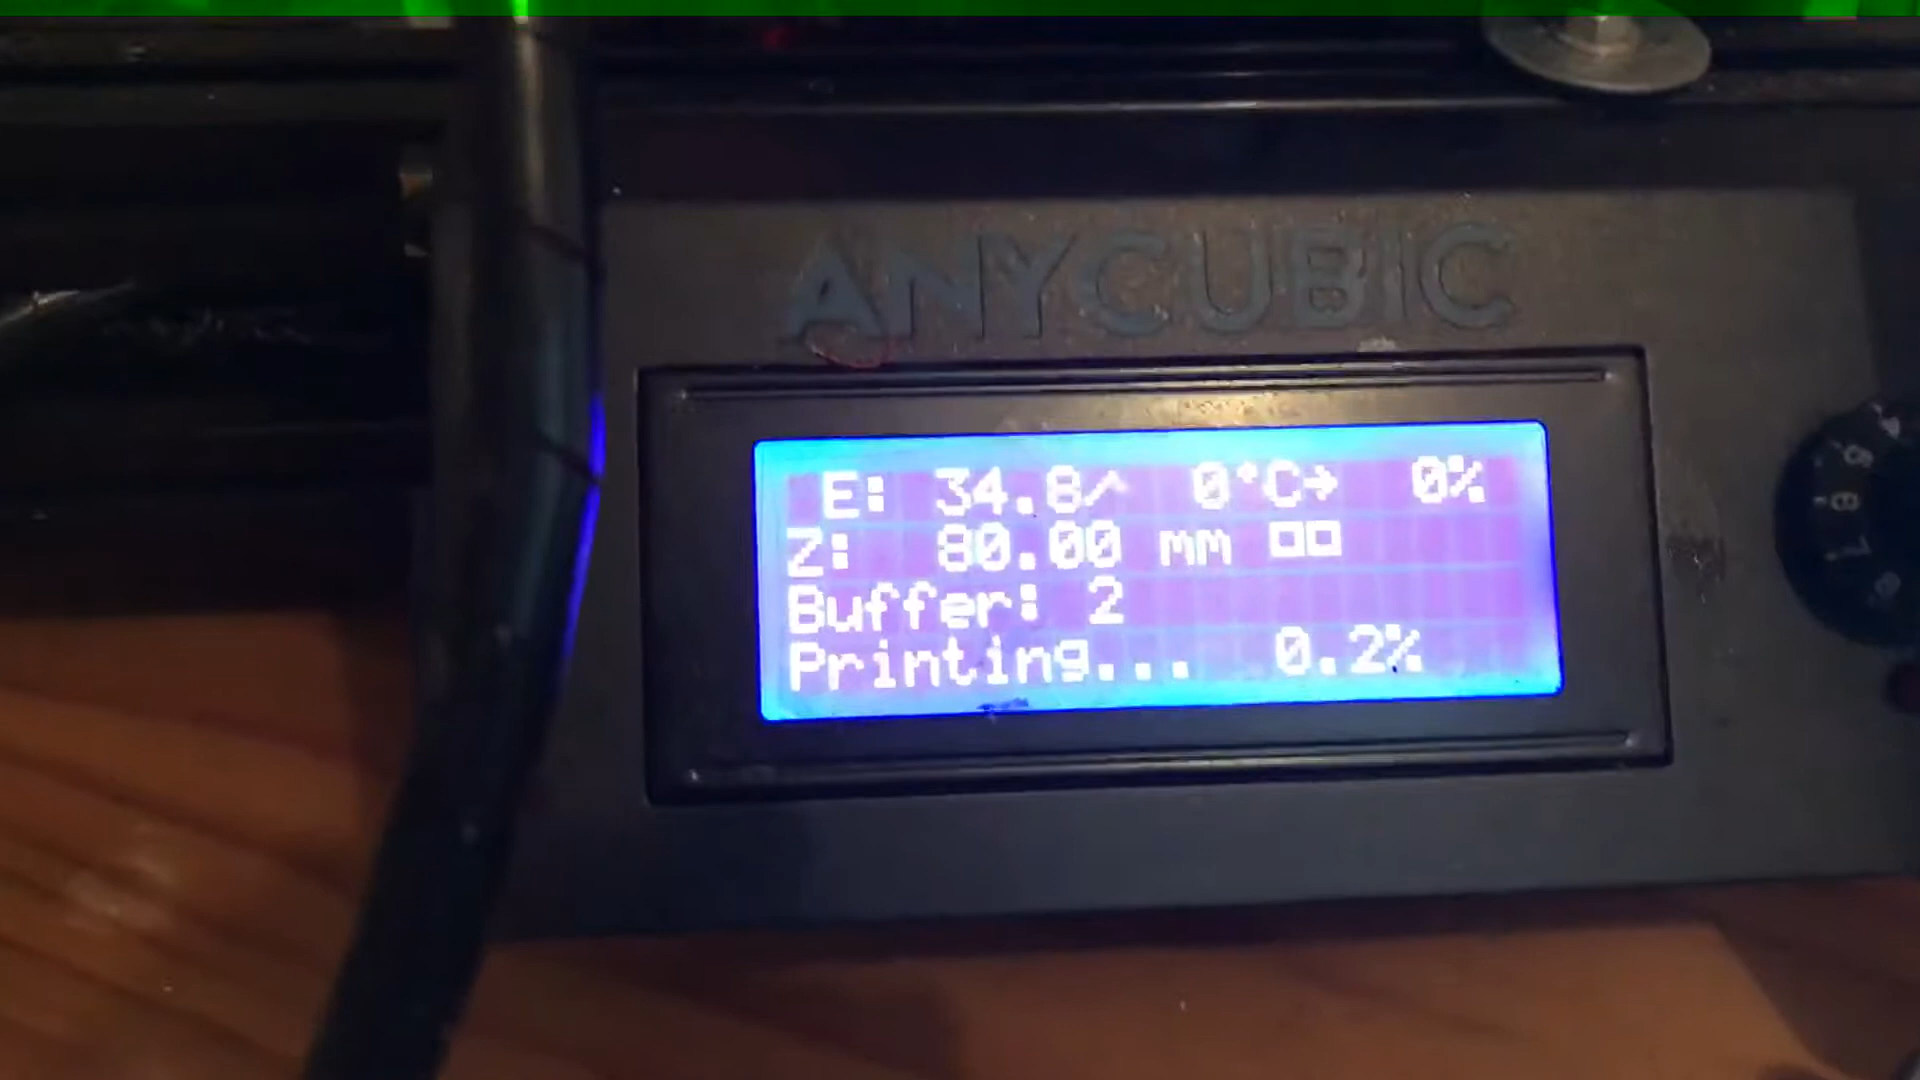 ANYCUBIC
E: 34.8/ 0°C→ 0%
Z: 80.00 mm □□
Buffer: 2
Printing... 0.2%